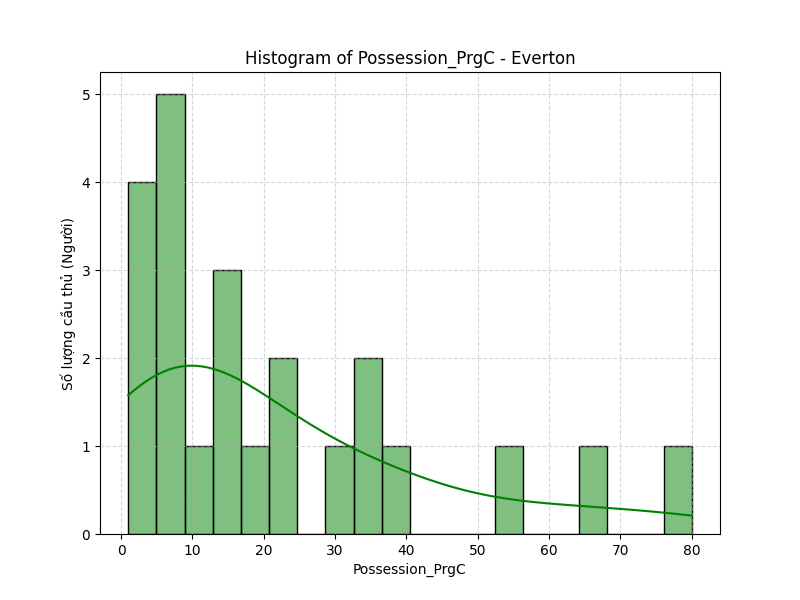 Histogram of Possession_PrgC - Everton
Số lượng cầu thủ (Người)
5
4
3
2
1
0
0 10 20 30 40 50 60 70 80
Possession_PrgC